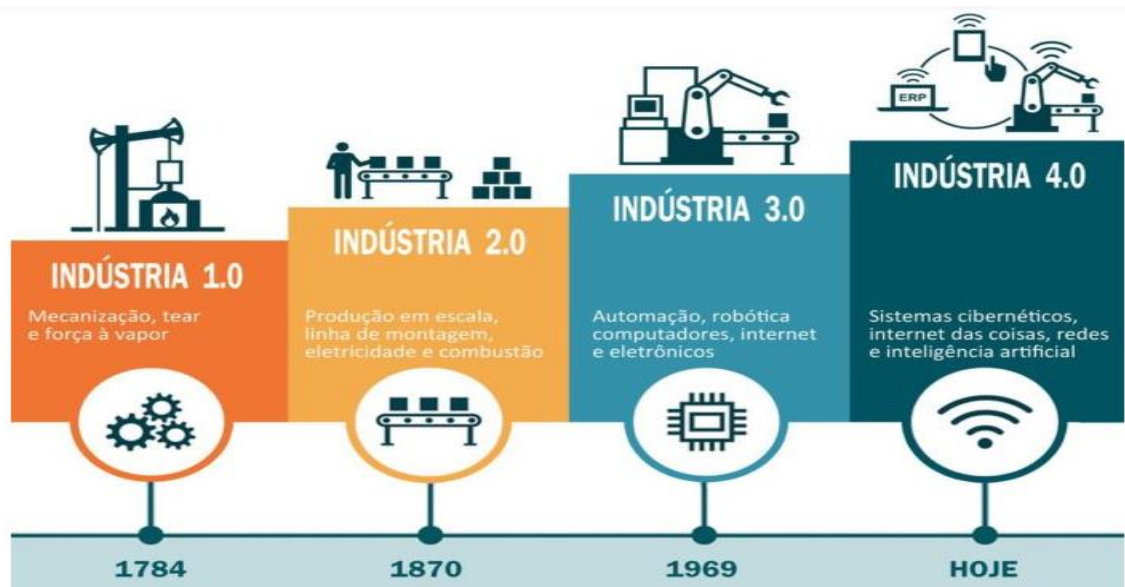 ERP
INDÚSTRIA 1.0
Mecanização, tear
e força à vapor
1784
INDÚSTRIA 2.0
Produção em escala,
linha de montagem,
eletricidade e combustão
1870
INDÚSTRIA 3.0
Automação, robótica
computadores, internet
e eletrônicos
1969
INDÚSTRIA 4.0
Sistemas cibernéticos,
internet das coisas, redes
e inteligência artificial
HOJE